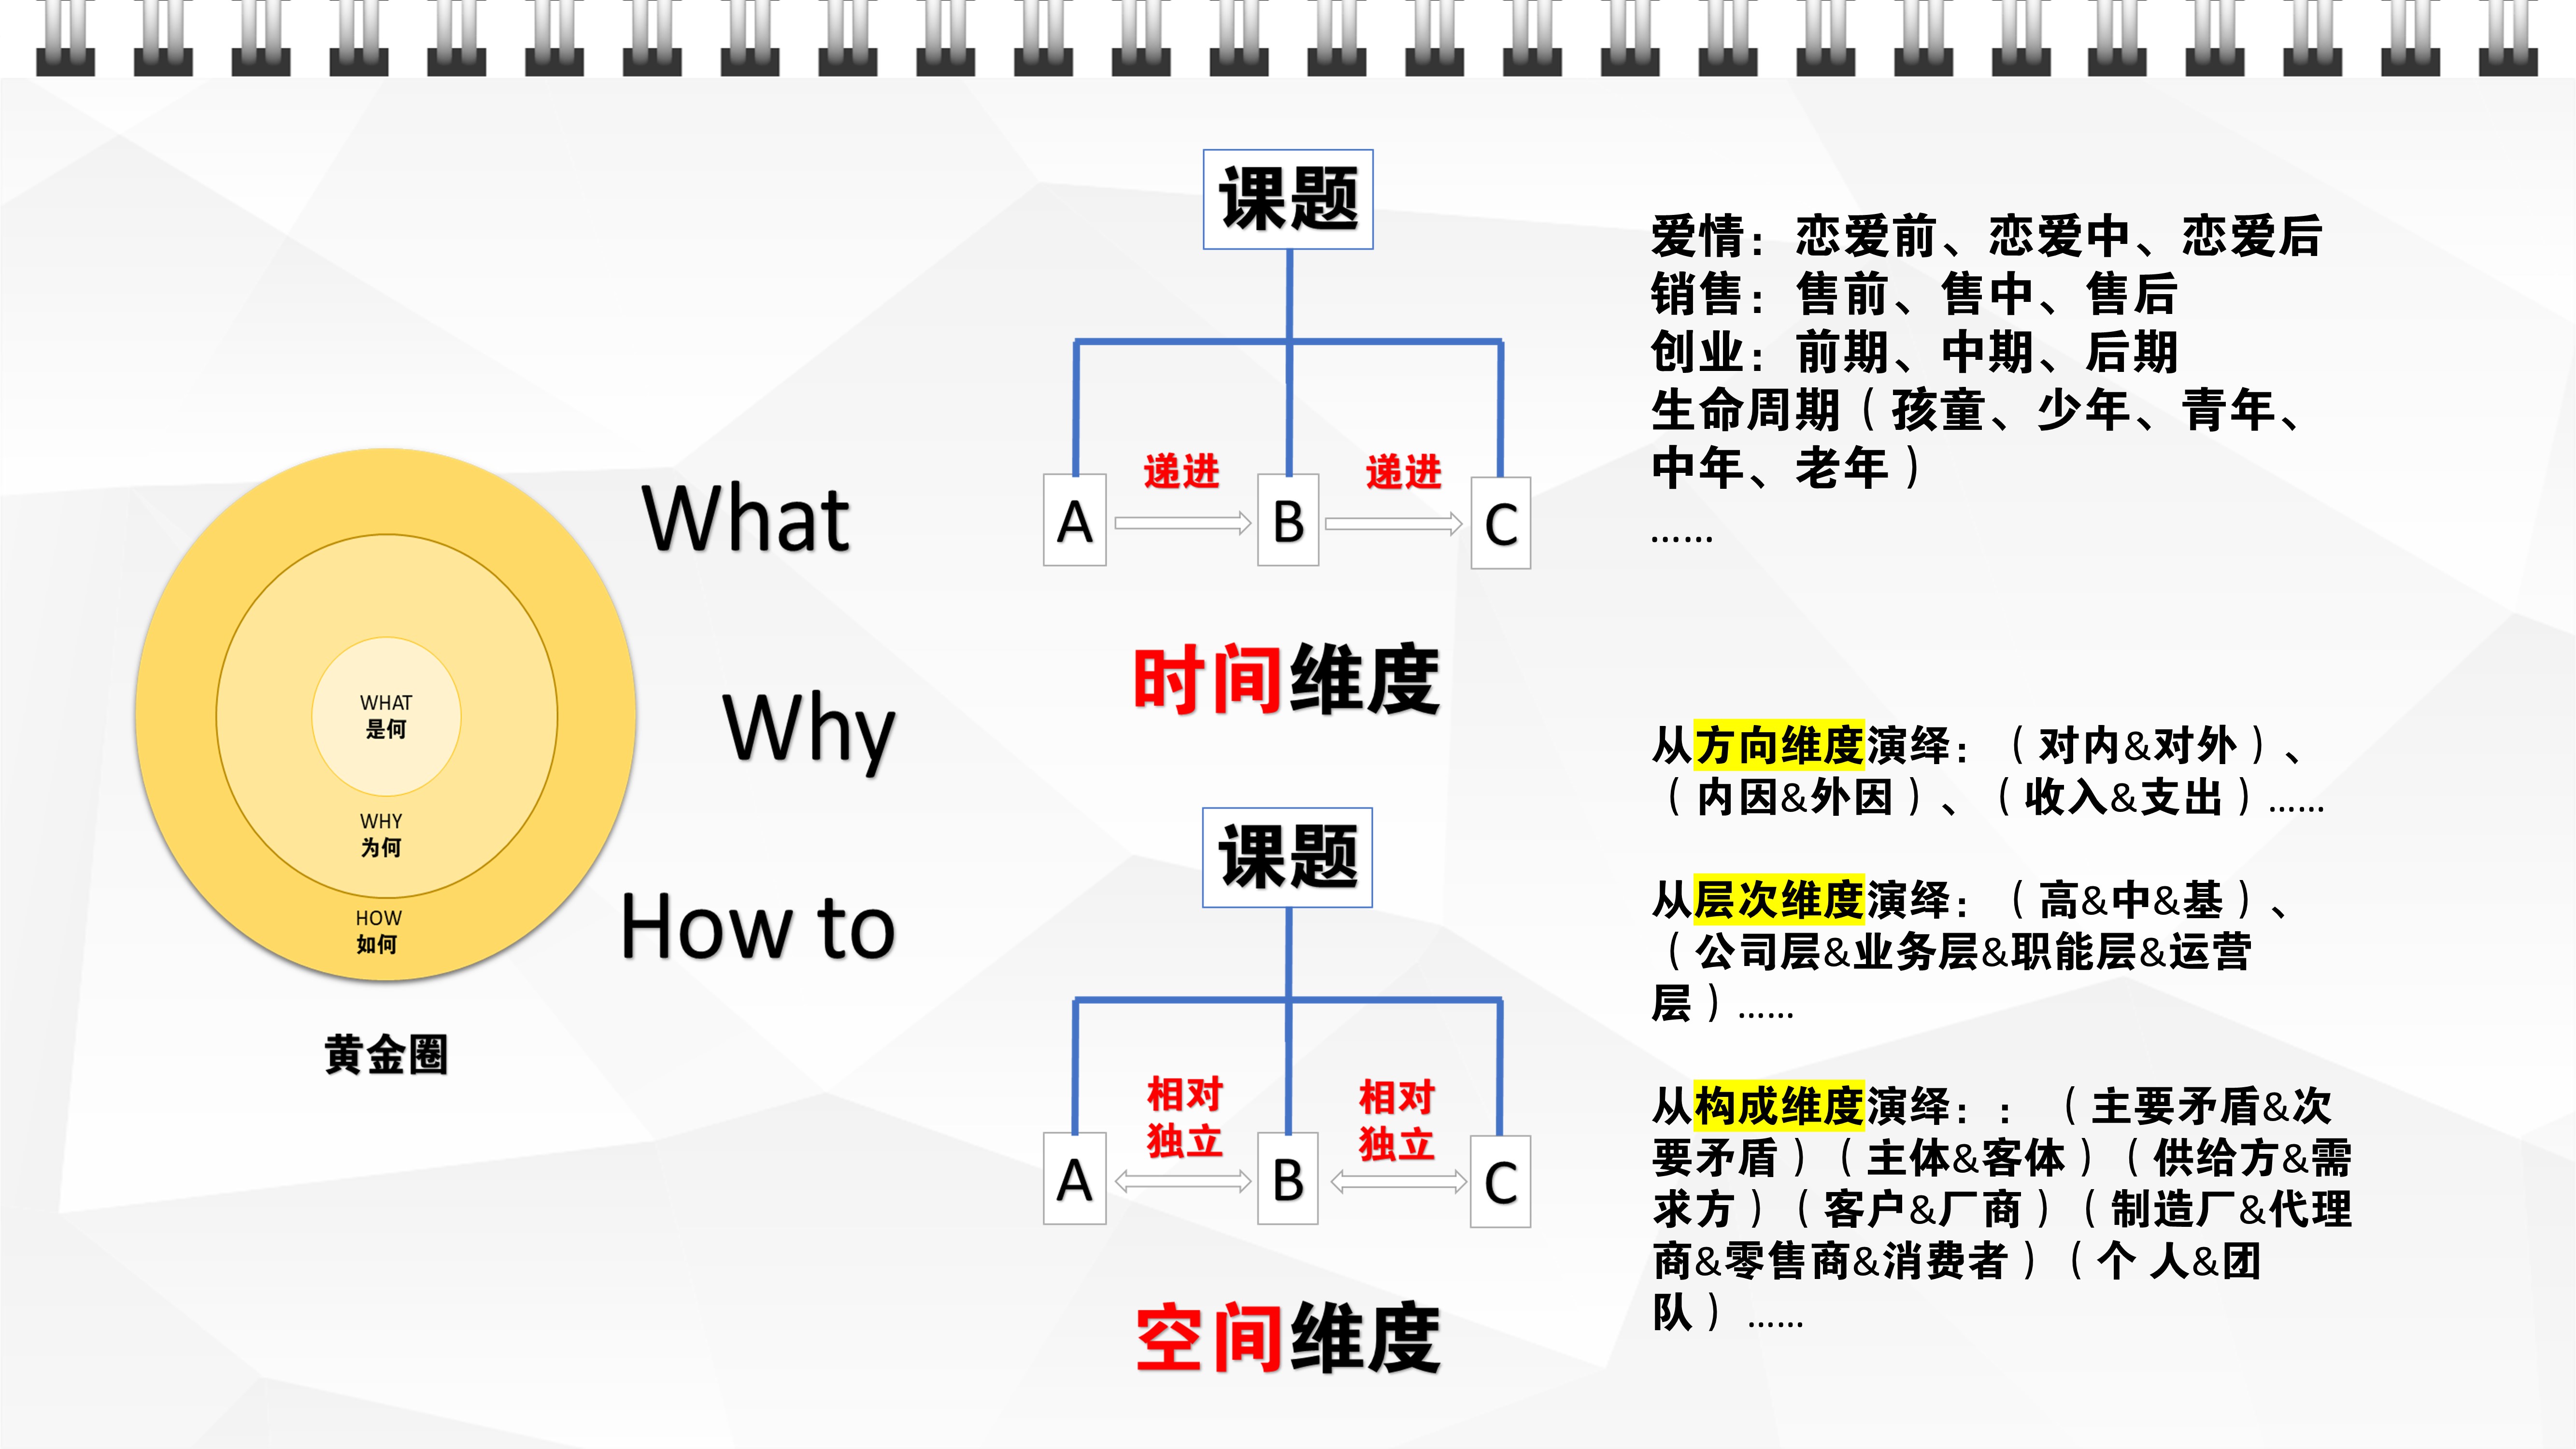 WHAT
是何
WHY
为何
HOW
如何
黄金圈
What
Why
How to
课题
递进
递进
A
B
C
时间维度
课题
相对
独立
相对
独立
A
B
C
空间维度
爱情：恋爱前、恋爱中、恋爱后
销售：售前、售中、售后
创业：前期、中期、后期
生命周期（孩童、少年、青年、
中年、老年）
……
从方向维度演绎：（对内&对外）、
（内因&外因）、（收入&支出）……
从层次维度演绎：（高&中&基）、
（公司层&业务层&职能层&运营
层）……
从构成维度演绎：：（主要矛盾&次
要矛盾）（主体&客体）（供给方&需
求方）（客户&厂商）（制造厂&代理
商&零售商&消费者）（个 人&团
队） ……